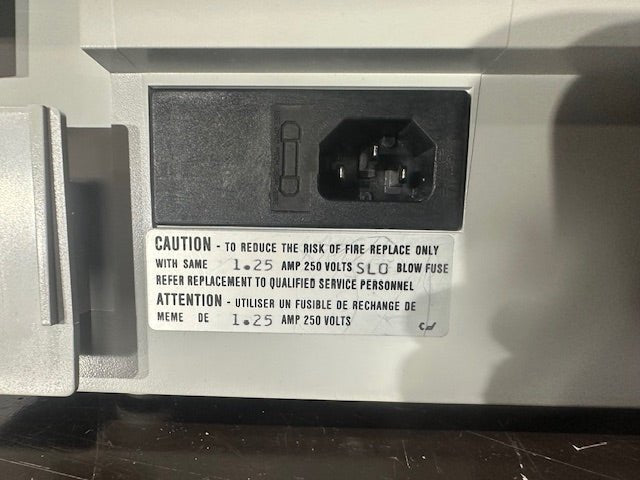 CAUTION - TO REDUCE THE RISK OF FIRE REPLACE ONLY
WITH SAME 1.25 AMP 250 VOLTS SLO BLOW FUSE
REFER REPLACEMENT TO QUALIFIED SERVICE PERSONNEL
ATTENTION - UTILISER UN FUSIBLE DE RECHANGE DE
MEME DE 1.25 AMP 250 VOLTS